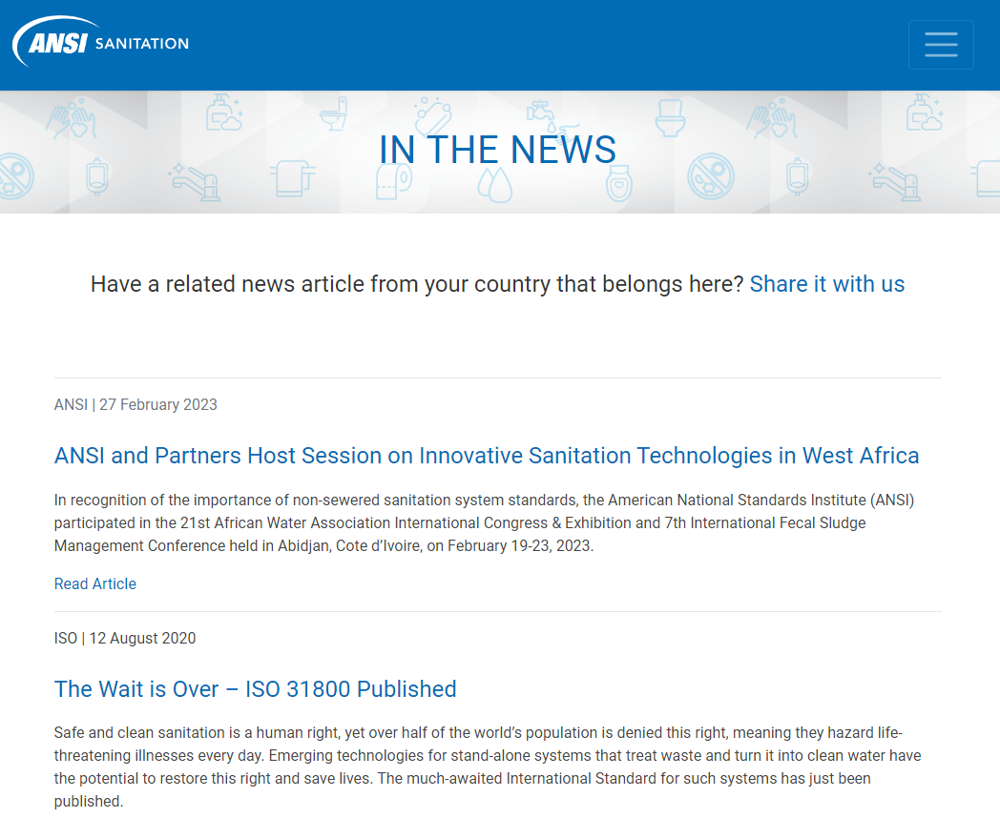 ANSI SANITATION
IN THE NEWS
Have a related news article from your country that belongs here? Share it with us
ANSI | 27 February 2023
ANSI and Partners Host Session on Innovative Sanitation Technologies in West Africa
In recognition of the importance of non-sewered sanitation system standards, the American National Standards Institute (ANSI)
participated in the 21st African Water Association International Congress & Exhibition and 7th International Fecal Sludge
Management Conference held in Abidjan, Cote d’Ivoire, on February 19-23, 2023.
Read Article
ISO | 12 August 2020
The Wait is Over – ISO 31800 Published
Safe and clean sanitation is a human right, yet over half of the world’s population is denied this right, meaning they hazard life-
threatening illnesses every day. Emerging technologies for stand-alone systems that treat waste and turn it into clean water have
the potential to restore this right and save lives. The much-awaited International Standard for such systems has just been
published.